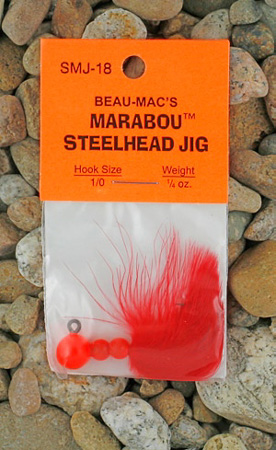 SMJ-18
BEAU-MAC'S
MARABOU™
STEELHEAD JIG
Hook Size Weight
1/0 ¼ oz.